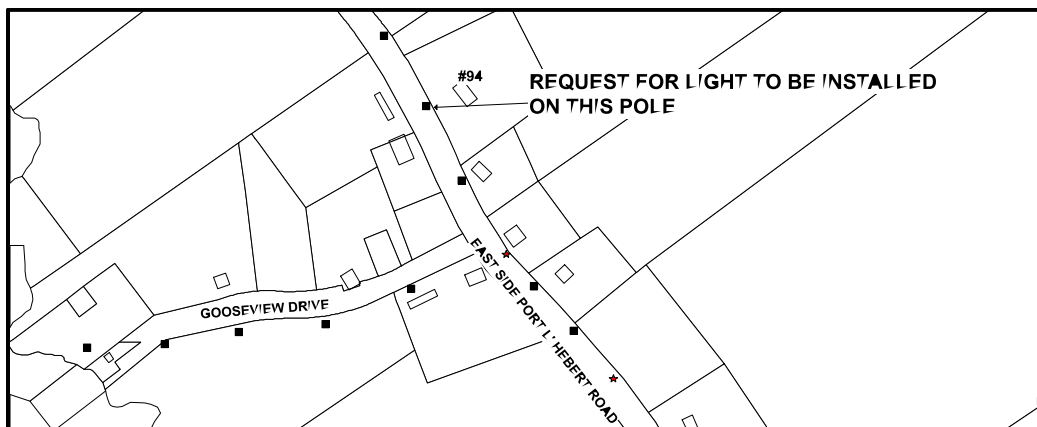 #94
REQUEST FOR LIGHT TO BE INSTALLED
ON THIS POLE
EAST SIDE PORT L'HEBERT ROAD
GOOSEVIEW DRIVE